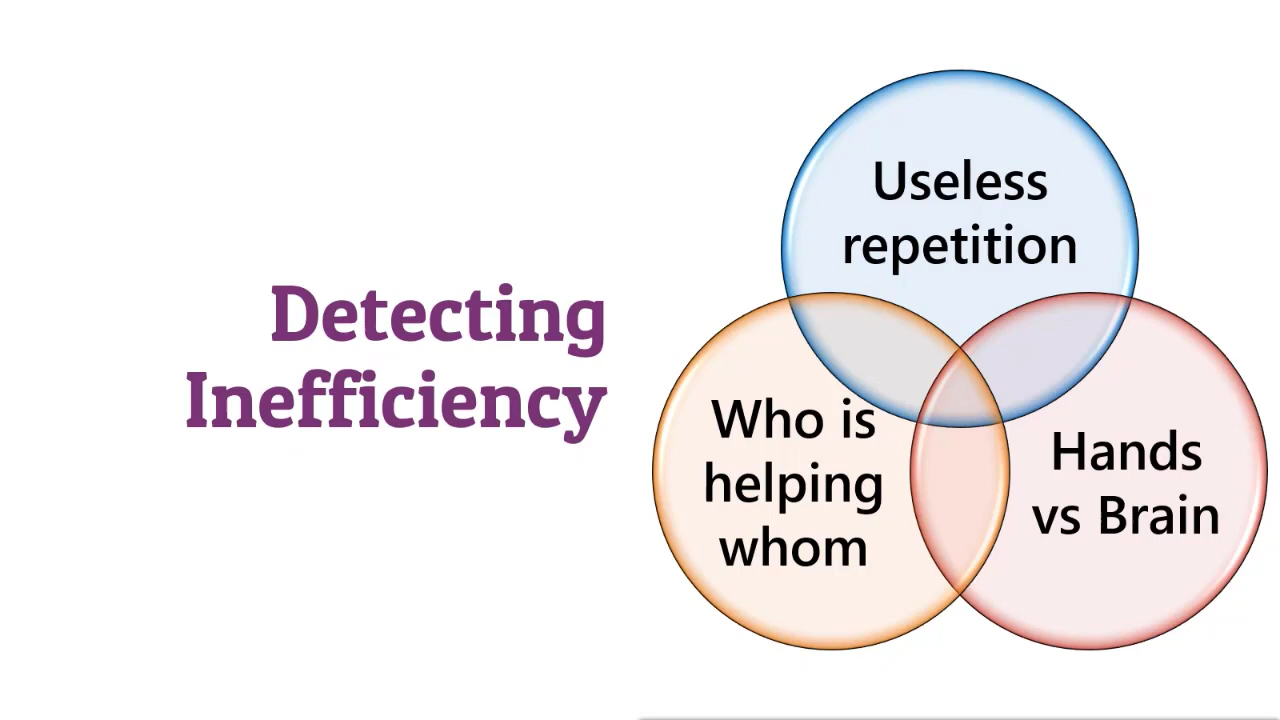 Detecting
Inefficiency
Useless
repetition
Who is
helping
whom
Hands
vs Brain